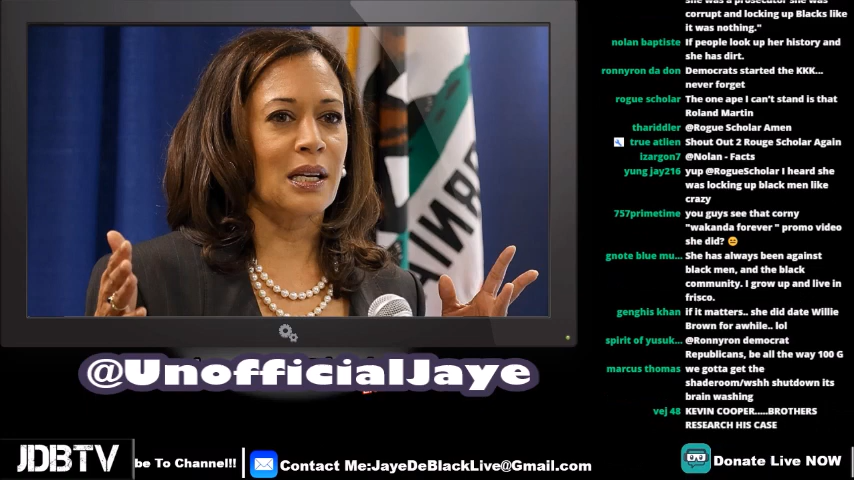 she was a prosecutor she was
corrupt and locking up Blacks like
it was nothing."
nolan baptiste If people look up her history and
she has dirt.
ronnyron da don Democrats started the KKK...
never forget
rogue scholar The one ape I can't stand is that
Roland Martin
thariddler @Rogue Scholar Amen
true atlien Shout Out 2 Rouge Scholar Again
izargon7 @Nolan - Facts
yung jay216 yup @RogueScholar I heard she
was locking up black men like
crazy
757primetime you guys see that corny
"wakanda forever " promo video
she did? 😐
gnote blue mu... She has always been against
black men, and the black
community. I grow up and live in
frisco.
genghis khan if it matters.. she did date Willie
Brown for awhile.. lol
spirit of yusuk... @Ronnyron democrat
Republicans, be all the way 100 G
marcus thomas we gotta get the
shaderoom/wshh shutdown its
brain washing
vej 48 KEVIN COOPER.....BROTHERS
RESEARCH HIS CASE
RNIA
@UnofficialJaye
JDBTV be To Channel!! Contact Me:JayeDeBlackLive@Gmail.com Donate Live NOW